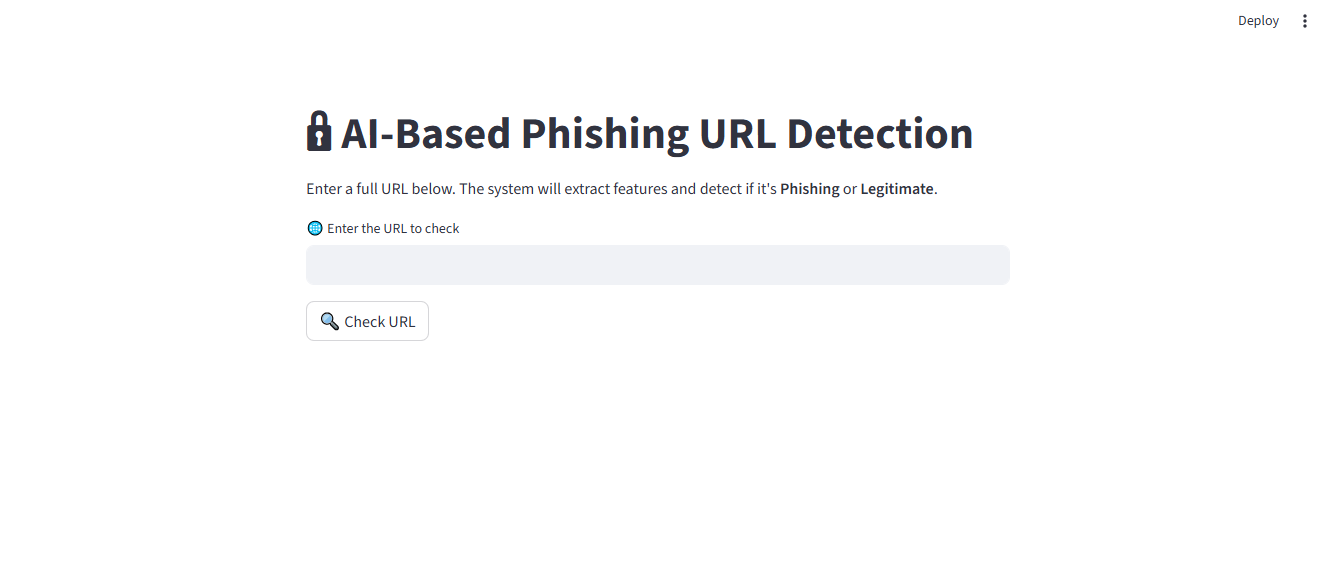 Deploy
AI-Based Phishing URL Detection
Enter a full URL below. The system will extract features and detect if it's Phishing or Legitimate.
Enter the URL to check
Check URL